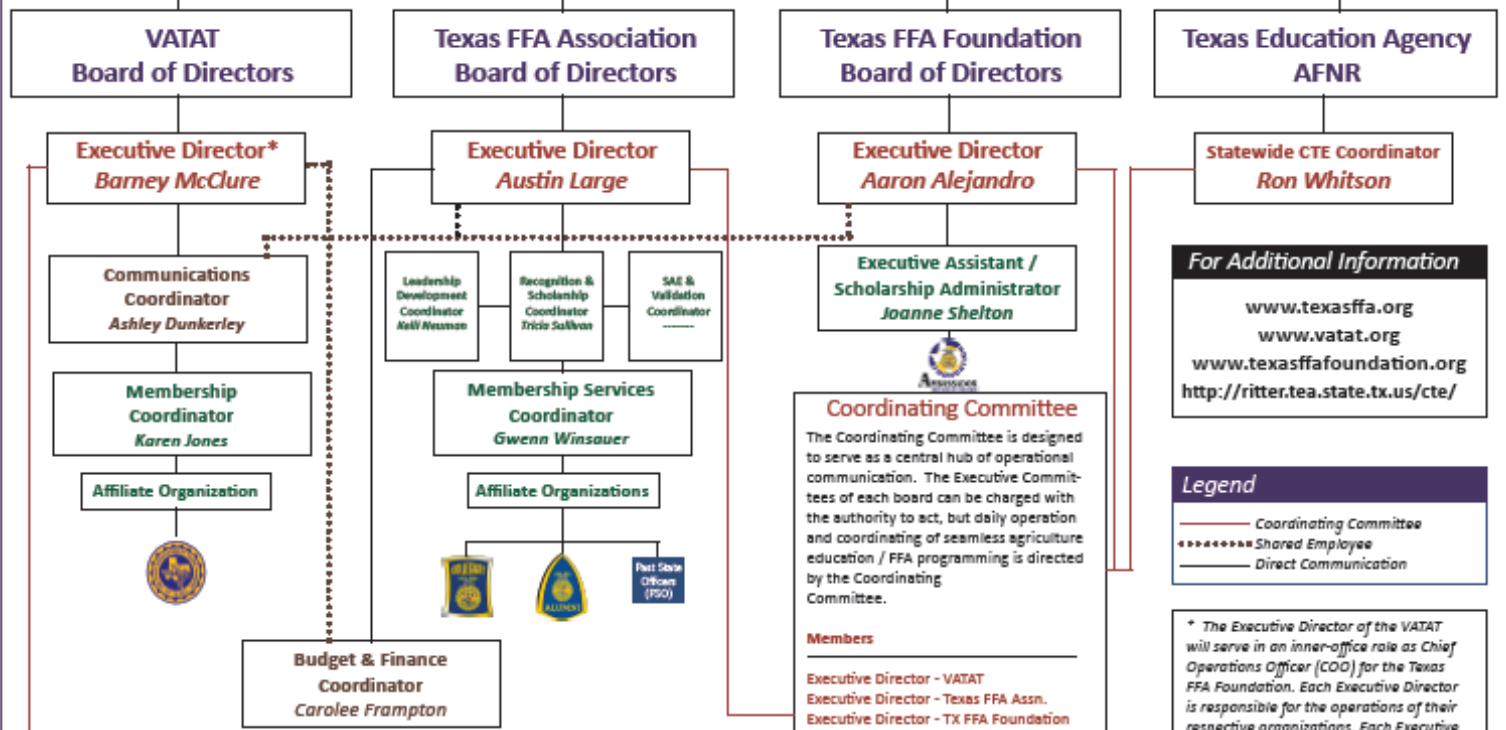 VATAT
Board of Directors
Texas FFA Association
Board of Directors
Texas FFA Foundation
Board of Directors
Texas Education Agency
AFNR
Executive Director*
Barney McClure
Executive Director
Austin Large
Executive Director
Aaron Alejandro
Statewide CTE Coordinator
Ron Whitson
Communications
Coordinator
Ashley Dunkerley
Leadership
Development
Coordinator
Kelli Neuman
Recognition &
Scholarship
Coordinator
Tricia Sullivan
SAE &
Validation
Coordinator
--------
Executive Assistant /
Scholarship Administrator
Joanne Shelton
Membership
Coordinator
Karen Jones
Membership Services
Coordinator
Gwenn Winsauer
Affiliate Organization
Affiliate Organizations
ALUMNI
Past State
Officers
(PSO)
Budget & Finance
Coordinator
Carolee Frampton
Coordinating Committee
The Coordinating Committee is designed
to serve as a central hub of operational
communication. The Executive Commit-
tees of each board can be charged with
the authority to act, but daily operation
and coordinating of seamless agriculture
education / FFA programming is directed
by the Coordinating
Committee.
Members
Executive Director - VATAT
Executive Director - Texas FFA Assn.
Executive Director - TX FFA Foundation
For Additional Information
www.texasffa.org
www.vatat.org
www.texasffafoundation.org
http://ritter.tea.state.tx.us/cte/
Legend
Coordinating Committee
Shared Employee
Direct Communication
* The Executive Director of the VATAT
will serve in an inner-office role as Chief
Operations Officer (COO) for the Texas
FFA Foundation. Each Executive Director
is responsible for the operations of their
respective organizations. Each Executive